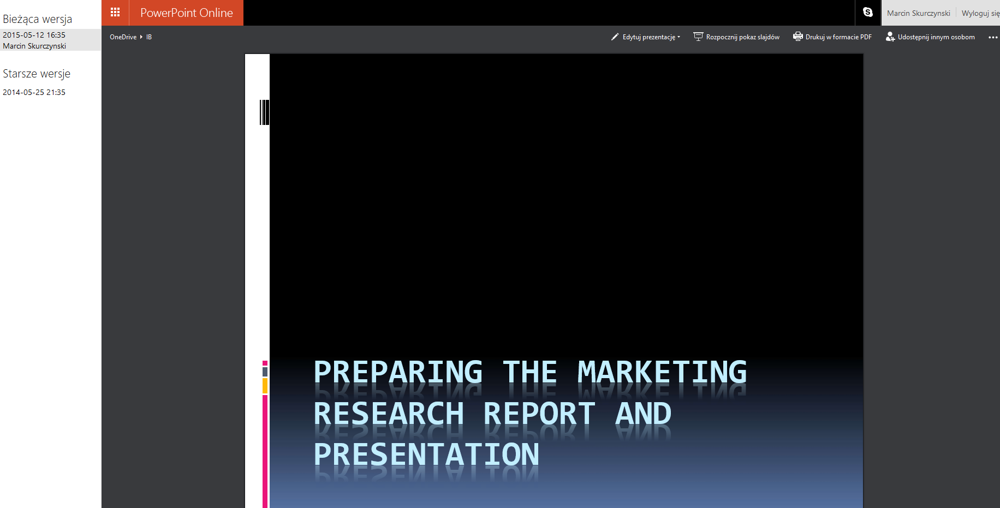 Bieżąca wersja
2015-05-12 16:35
Marcin Skurczynski
Starsze wersje
2014-05-25 21:35
PowerPoint Online
Marcin Skurczynski
Wyloguj się
OneDrive IB
Edytuj prezentację
Rozpocznij pokaz slajdów
Drukuj w formacie PDF
Udostępnij innym osobom
PREPARING THE MARKETING
RESEARCH REPORT AND
PRESENTATION